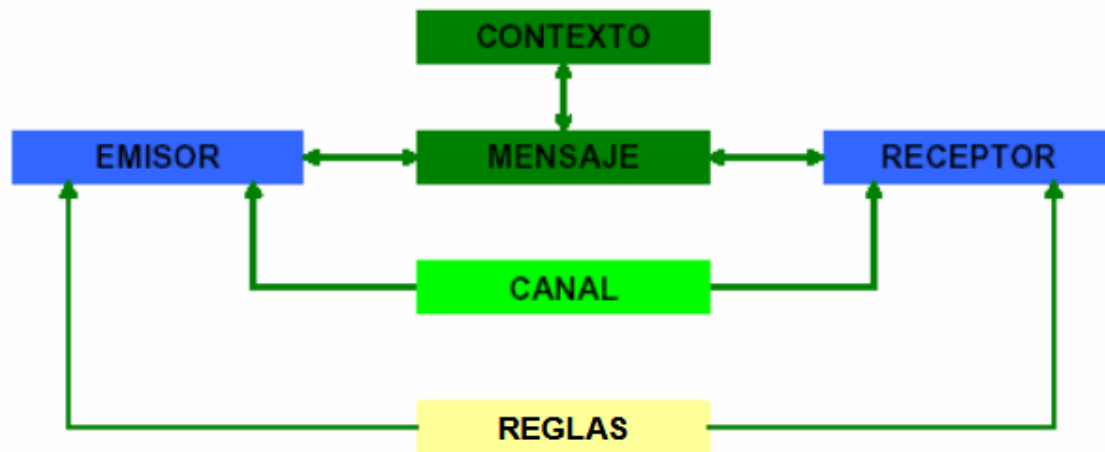 CONTEXTO
EMISOR
MENSAJE
RECEPTOR
CANAL
REGLAS